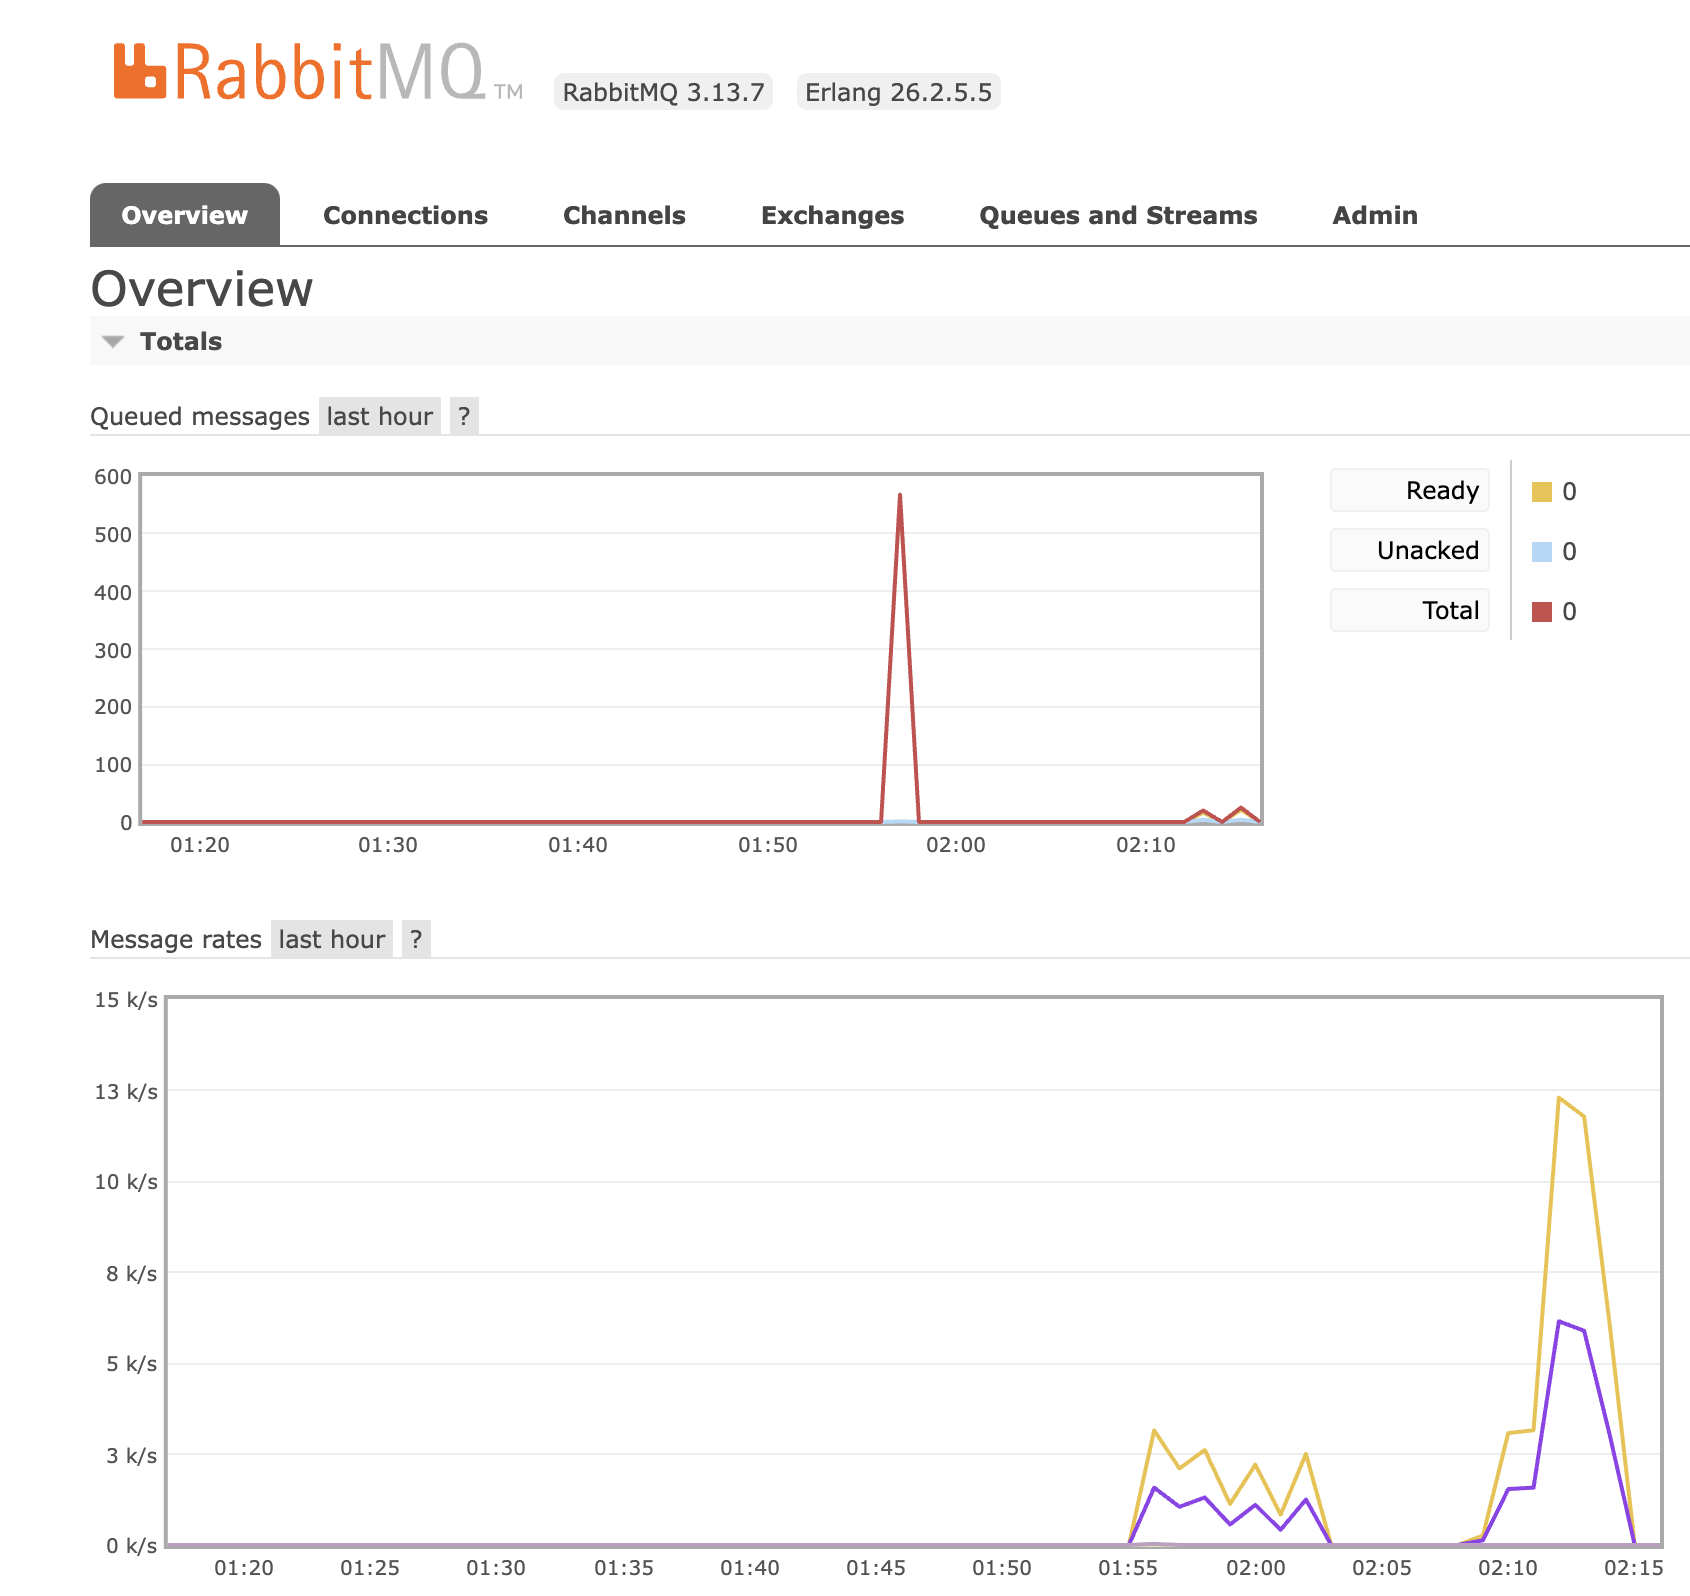 RabbitMQ TM RabbitMQ 3.13.7 Erlang 26.2.5.5
Overview Connections Channels Exchanges Queues and Streams Admin
Overview
Totals
Queued messages last hour ?
600
500
400
300
200
100
0
01:20 01:30 01:40 01:50 02:00 02:10
Ready 0
Unacked 0
Total 0
Message rates last hour ?
15 k/s
13 k/s
10 k/s
8 k/s
5 k/s
3 k/s
0 k/s
01:20 01:25 01:30 01:35 01:40 01:45 01:50 01:55 02:00 02:05 02:10 02:15